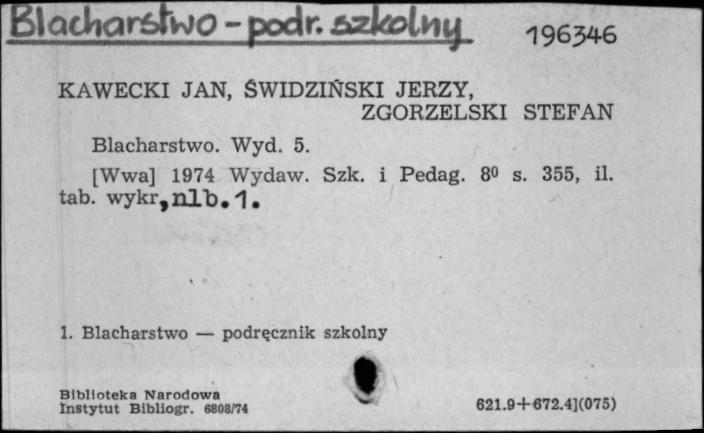 Blacharstwo - podr. szkolny 196346
KAWECKI JAN, ŚWIDZIŃSKI JERZY,
ZGORZELSKI STEFAN
Blacharstwo. Wyd. 5.
[Wwa] 1974 Wydaw. Szk. i Pedag. 8⁰ s. 355, il.
tab. wykr, nlb. 1.
1. Blacharstwo — podręcznik szkolny
Biblioteka Narodowa
Instytut Bibliogr. 6808/74
621.9+672.4](075)